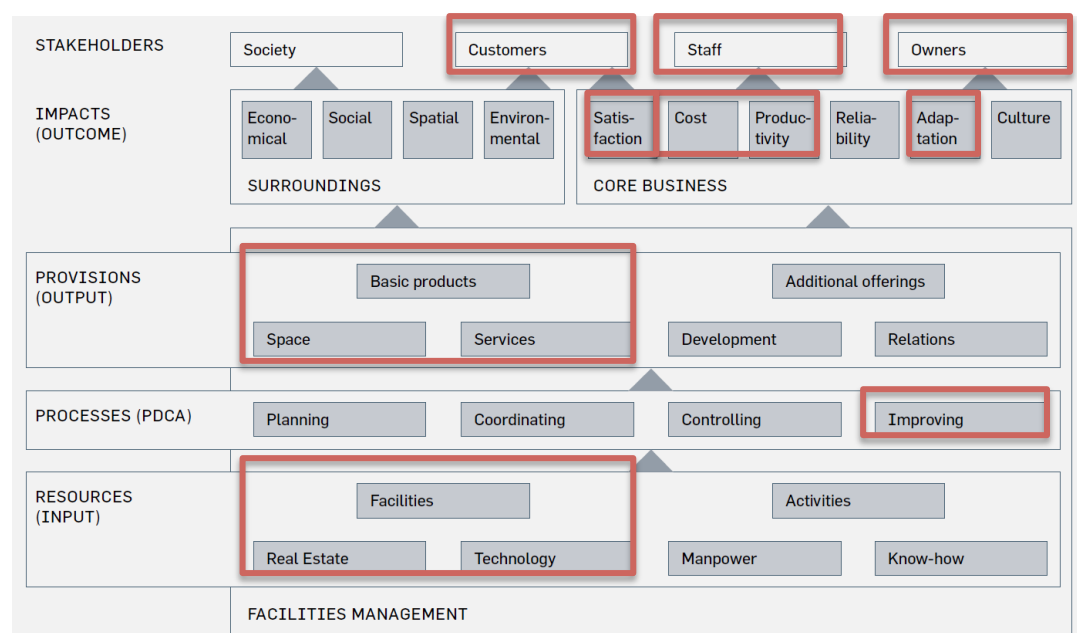 STAKEHOLDERS
Society
Customers
Staff
Owners
IMPACTS
(OUTCOME)
Econo-
mical
Social
Spatial
Environ-
mental
Satis-
faction
Cost
Produc-
tivity
Relia-
bility
Adap-
tation
Culture
SURROUNDINGS
CORE BUSINESS
PROVISIONS
(OUTPUT)
Basic products
Additional offerings
Space
Services
Development
Relations
PROCESSES (PDCA)
Planning
Coordinating
Controlling
Improving
RESOURCES
(INPUT)
Facilities
Activities
Real Estate
Technology
Manpower
Know-how
FACILITIES MANAGEMENT